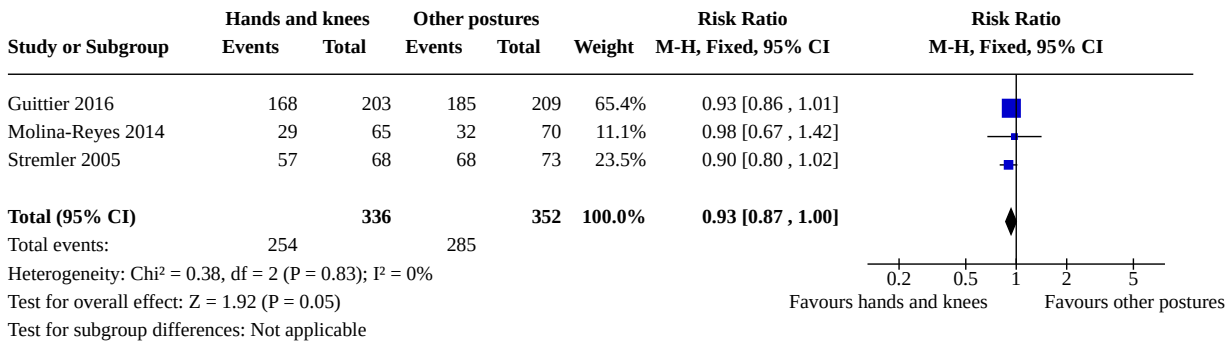 Hands and knees Other postures Risk Ratio Risk Ratio
Study or Subgroup Events Total Events Total Weight M-H, Fixed, 95% CI M-H, Fixed, 95% CI
Guittier 2016 168 203 185 209 65.4% 0.93 [0.86 , 1.01]
Molina-Reyes 2014 29 65 32 70 11.1% 0.98 [0.67 , 1.42]
Stremler 2005 57 68 68 73 23.5% 0.90 [0.80 , 1.02]
Total (95% CI) 336 352 100.0% 0.93 [0.87 , 1.00]
Total events: 254 285
Heterogeneity: Chi² = 0.38, df = 2 (P = 0.83); I² = 0%
0.2 0.5 1 2 5
Test for overall effect: Z = 1.92 (P = 0.05)
Favours hands and knees Favours other postures
Test for subgroup differences: Not applicable